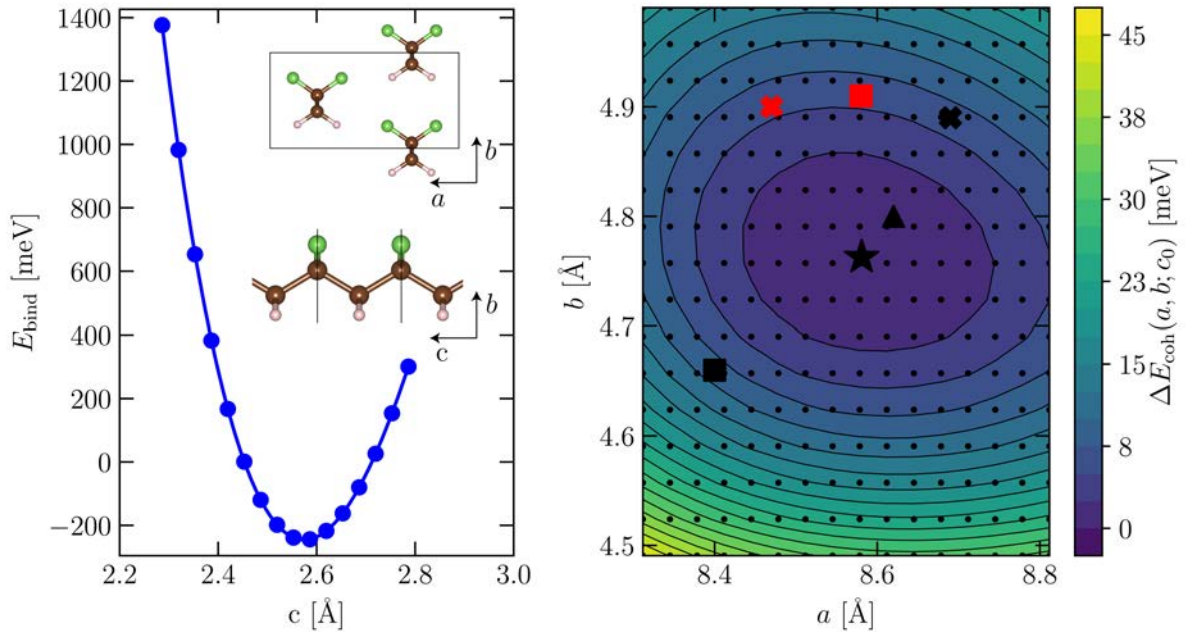 1400
1200
1000
800
600
400
200
0
−200
E_bind [meV]
2.2 2.4 2.6 2.8 3.0
c [Å]
b
a
b
c
4.9
4.8
4.7
4.6
4.5
b [Å]
8.4 8.6 8.8
a [Å]
45
38
30
23
15
8
0
ΔE_coh(a, b; c_0) [meV]